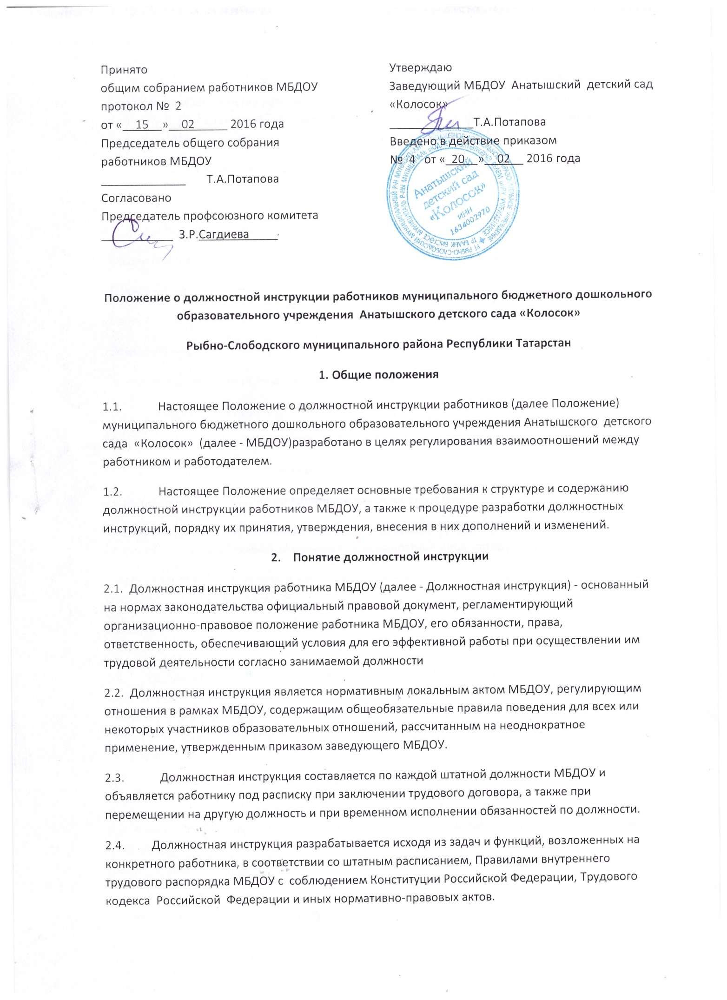 Принято
общим собранием работников МБДОУ
протокол № 2
от «__15__»__02_____ 2016 года
Председатель общего собрания
работников МБДОУ
_____________ Т.А.Потапова
Согласовано
Председатель профсоюзного комитета
___________ З.Р.Сагдиева
Утверждаю
Заведующий МБДОУ Анатышский детский сад
«Колосок»
_____________Т.А.Потапова
Введено в действие приказом
№ 4 от «_20__»__02__ 2016 года
Анатышский
детский сад
«Колосок»
ИНН
1634002970
Положение о должностной инструкции работников муниципального бюджетного дошкольного
образовательного учреждения Анатышского детского сада «Колосок»
Рыбно-Слободского муниципального района Республики Татарстан
1. Общие положения
1.1. Настоящее Положение о должностной инструкции работников (далее Положение)
муниципального бюджетного дошкольного образовательного учреждения Анатышского детского
сада «Колосок» (далее - МБДОУ)разработано в целях регулирования взаимоотношений между
работником и работодателем.
1.2. Настоящее Положение определяет основные требования к структуре и содержанию
должностной инструкции работников МБДОУ, а также к процедуре разработки должностных
инструкций, порядку их принятия, утверждения, внесения в них дополнений и изменений.
2. Понятие должностной инструкции
2.1. Должностная инструкция работника МБДОУ (далее - Должностная инструкция) - основанный
на нормах законодательства официальный правовой документ, регламентирующий
организационно-правовое положение работника МБДОУ, его обязанности, права,
ответственность, обеспечивающий условия для его эффективной работы при осуществлении им
трудовой деятельности согласно занимаемой должности
2.2. Должностная инструкция является нормативным локальным актом МБДОУ, регулирующим
отношения в рамках МБДОУ, содержащим общеобязательные правила поведения для всех или
некоторых участников образовательных отношений, рассчитанным на неоднократное
применение, утвержденным приказом заведующего МБДОУ.
2.3. Должностная инструкция составляется по каждой штатной должности МБДОУ и
объявляется работнику под расписку при заключении трудового договора, а также при
перемещении на другую должность и при временном исполнении обязанностей по должности.
2.4. Должностная инструкция разрабатывается исходя из задач и функций, возложенных на
конкретного работника, в соответствии со штатным расписанием, Правилами внутреннего
трудового распорядка МБДОУ с соблюдением Конституции Российской Федерации, Трудового
кодекса Российской Федерации и иных нормативно-правовых актов.